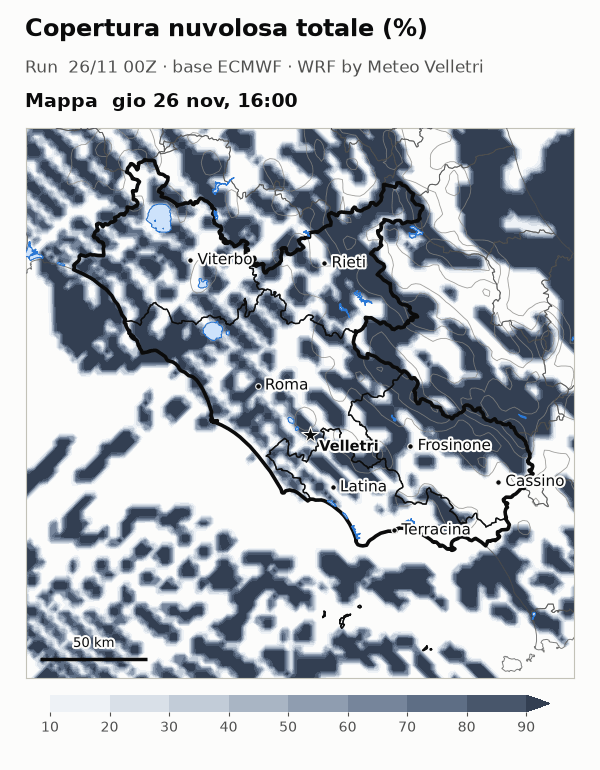 Copertura nuvolosa totale (%)
Run  26/11 00Z · base ECMWF · WRF by Meteo Velletri
Mappa  gio 26 nov, 16:00
Viterbo
Rieti
Roma
Velletri
Frosinone
Cassino
Latina
Terracina
50 km
10 20 30 40 50 60 70 80 90